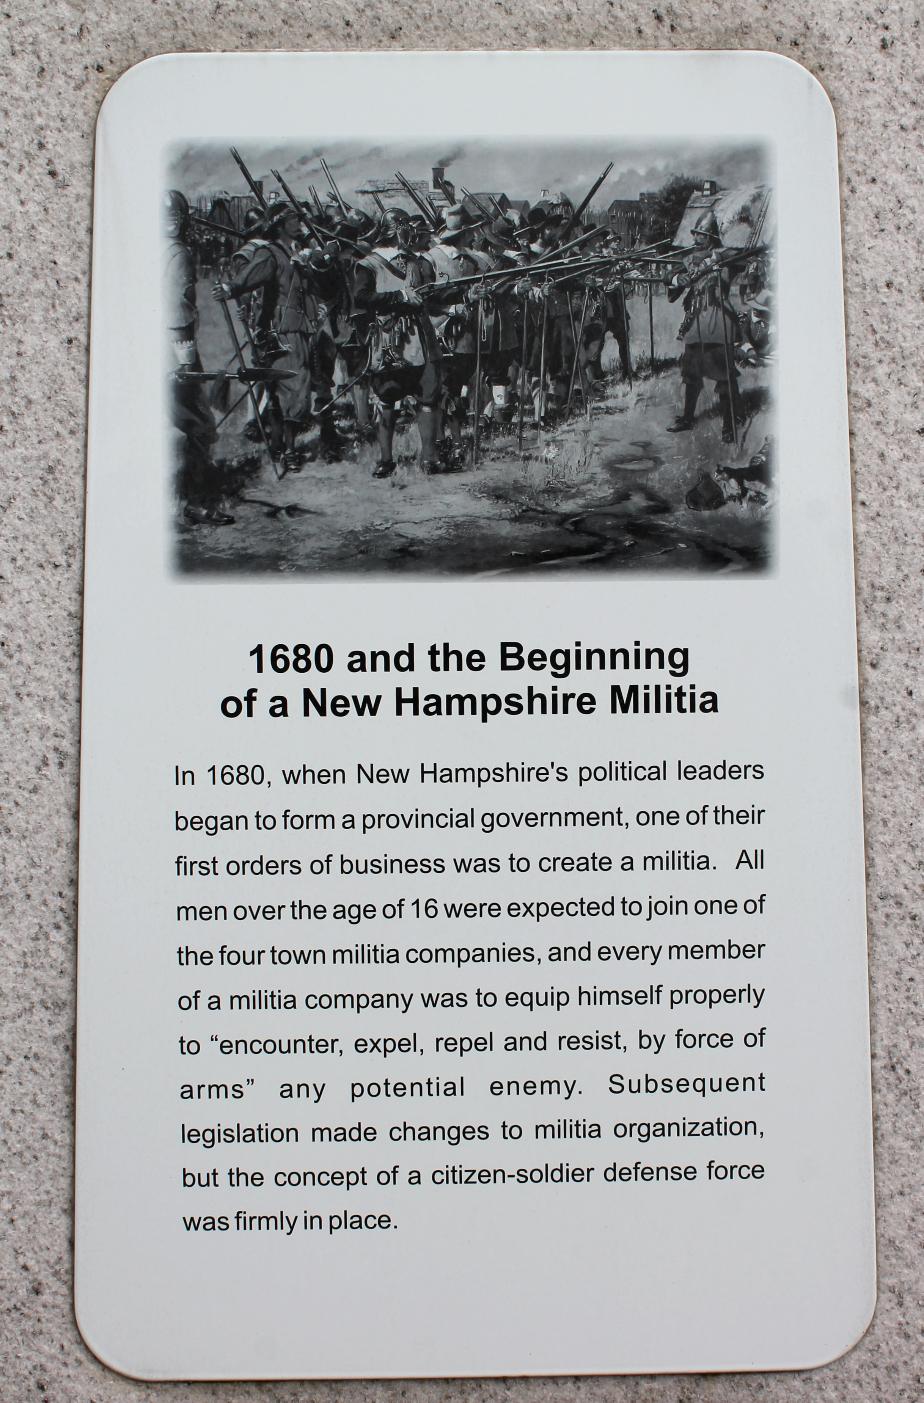 1680 and the Beginning
of a New Hampshire Militia
In 1680, when New Hampshire's political leaders
began to form a provincial government, one of their
first orders of business was to create a militia. All
men over the age of 16 were expected to join one of
the four town militia companies, and every member
of a militia company was to equip himself properly
to “encounter, expel, repel and resist, by force of
arms” any potential enemy. Subsequent
legislation made changes to militia organization,
but the concept of a citizen-soldier defense force
was firmly in place.